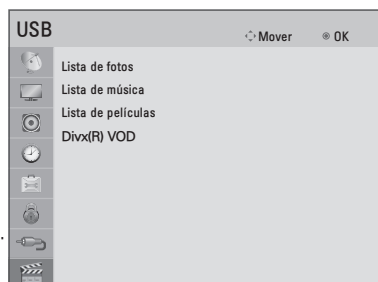 USB
Mover OK
Lista de fotos
Lista de música
Lista de películas
Divx(R) VOD